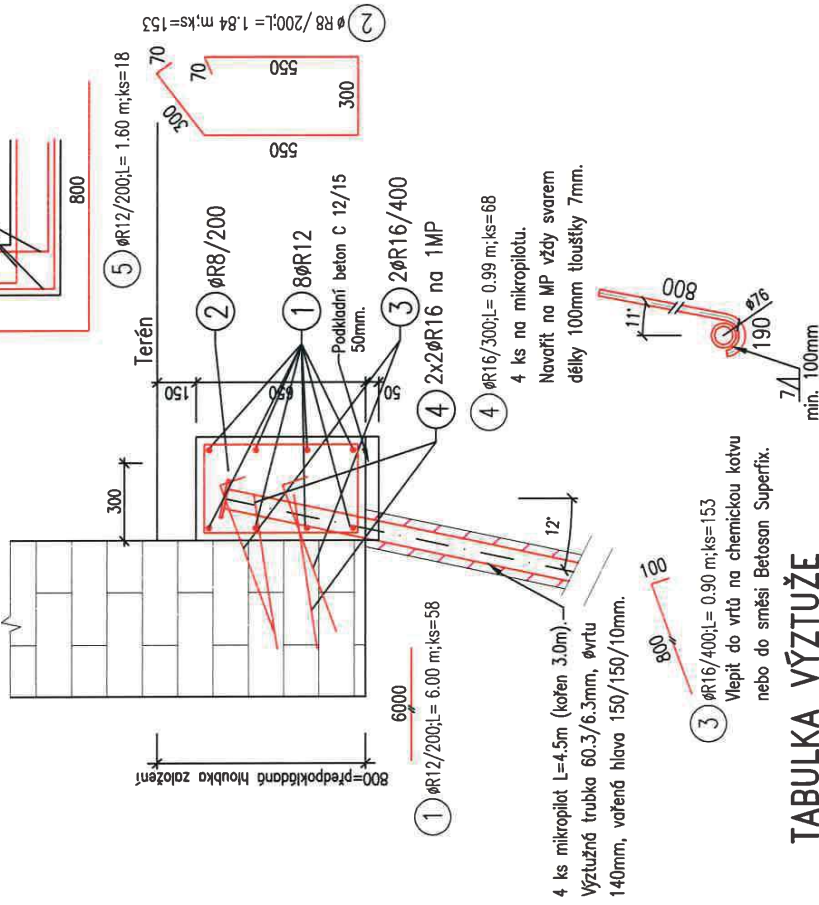 800
5 øR12/200;L= 1.60 m;ks=18
2 øR8/200;L= 1.84 m;ks=153
70
70
300
550
550
300
Terén
150
650
50
300
2 øR8/200
1 8øR12
Podkladní beton C 12/15
50mm.
3 2øR16/400
4 2x2øR16 na 1MP
4 øR16/300;L= 0.99 m;ks=68
4 ks na mikropilotu.
Navařit na MP vždy svarem
délky 100mm tloušťky 7mm.
11°
800
ø76
190
7
min. 100mm
12°
800=předpokládaná hloubka založení
6000
1 øR12/200;L= 6.00 m;ks=58
4 ks mikropilot L=4.5m (kořen 3.0m).
Výztužná trubka 60.3/6.3mm, øvrtu
140mm, vařená hlava 150/150/10mm.
100
800
3 øR16/400;L= 0.90 m;ks=153
Vlepit do vrtů na chemickou kotvu
nebo do směsi Betosan Superfix.
TABULKA VÝZTUŽE